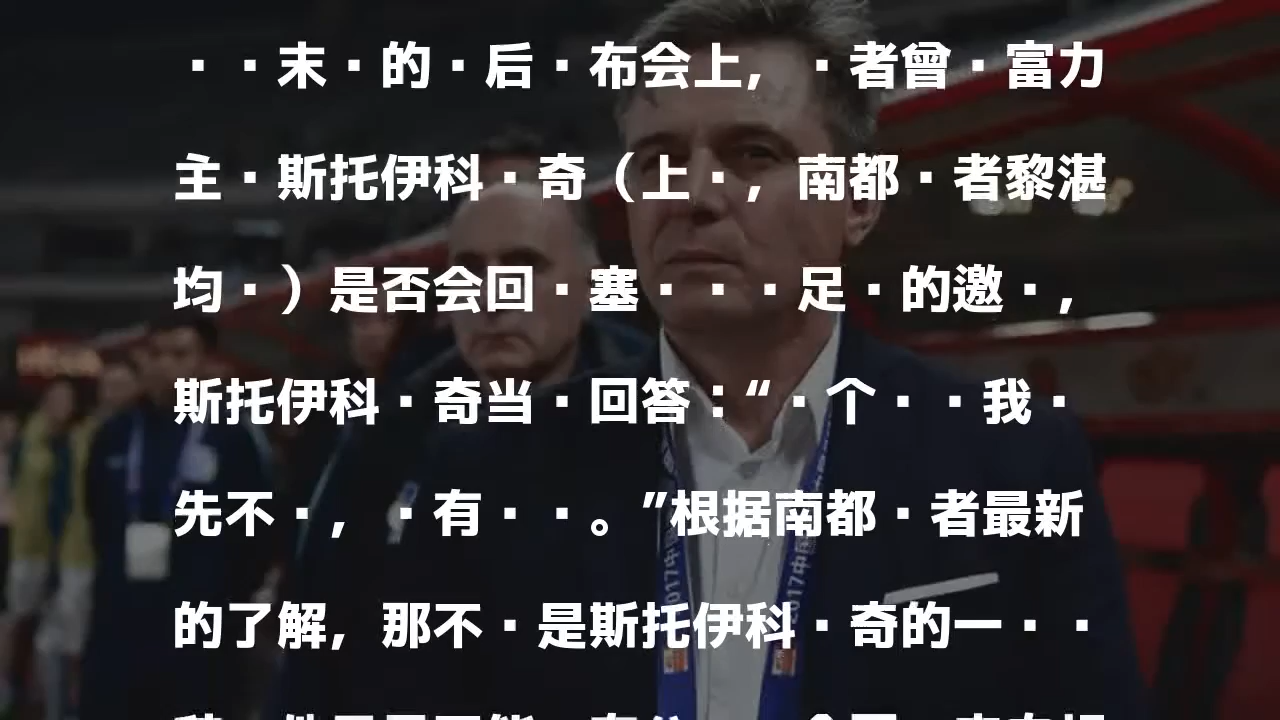 · · 末 · 的 · 后 · 布会上，· 者曾 · 富力
主 · 斯托伊科 · 奇（上 · ，南都 · 者黎湛
均 · ）是否会回 · 塞 · · · 足 · 的邀 · ，
斯托伊科 · 奇当 · 回答：“ · 个 · · 我 ·
先不 · ， · 有 · · 。”根据南都 · 者最新
的了解，那不 · 是斯托伊科 · 奇的一 · ·